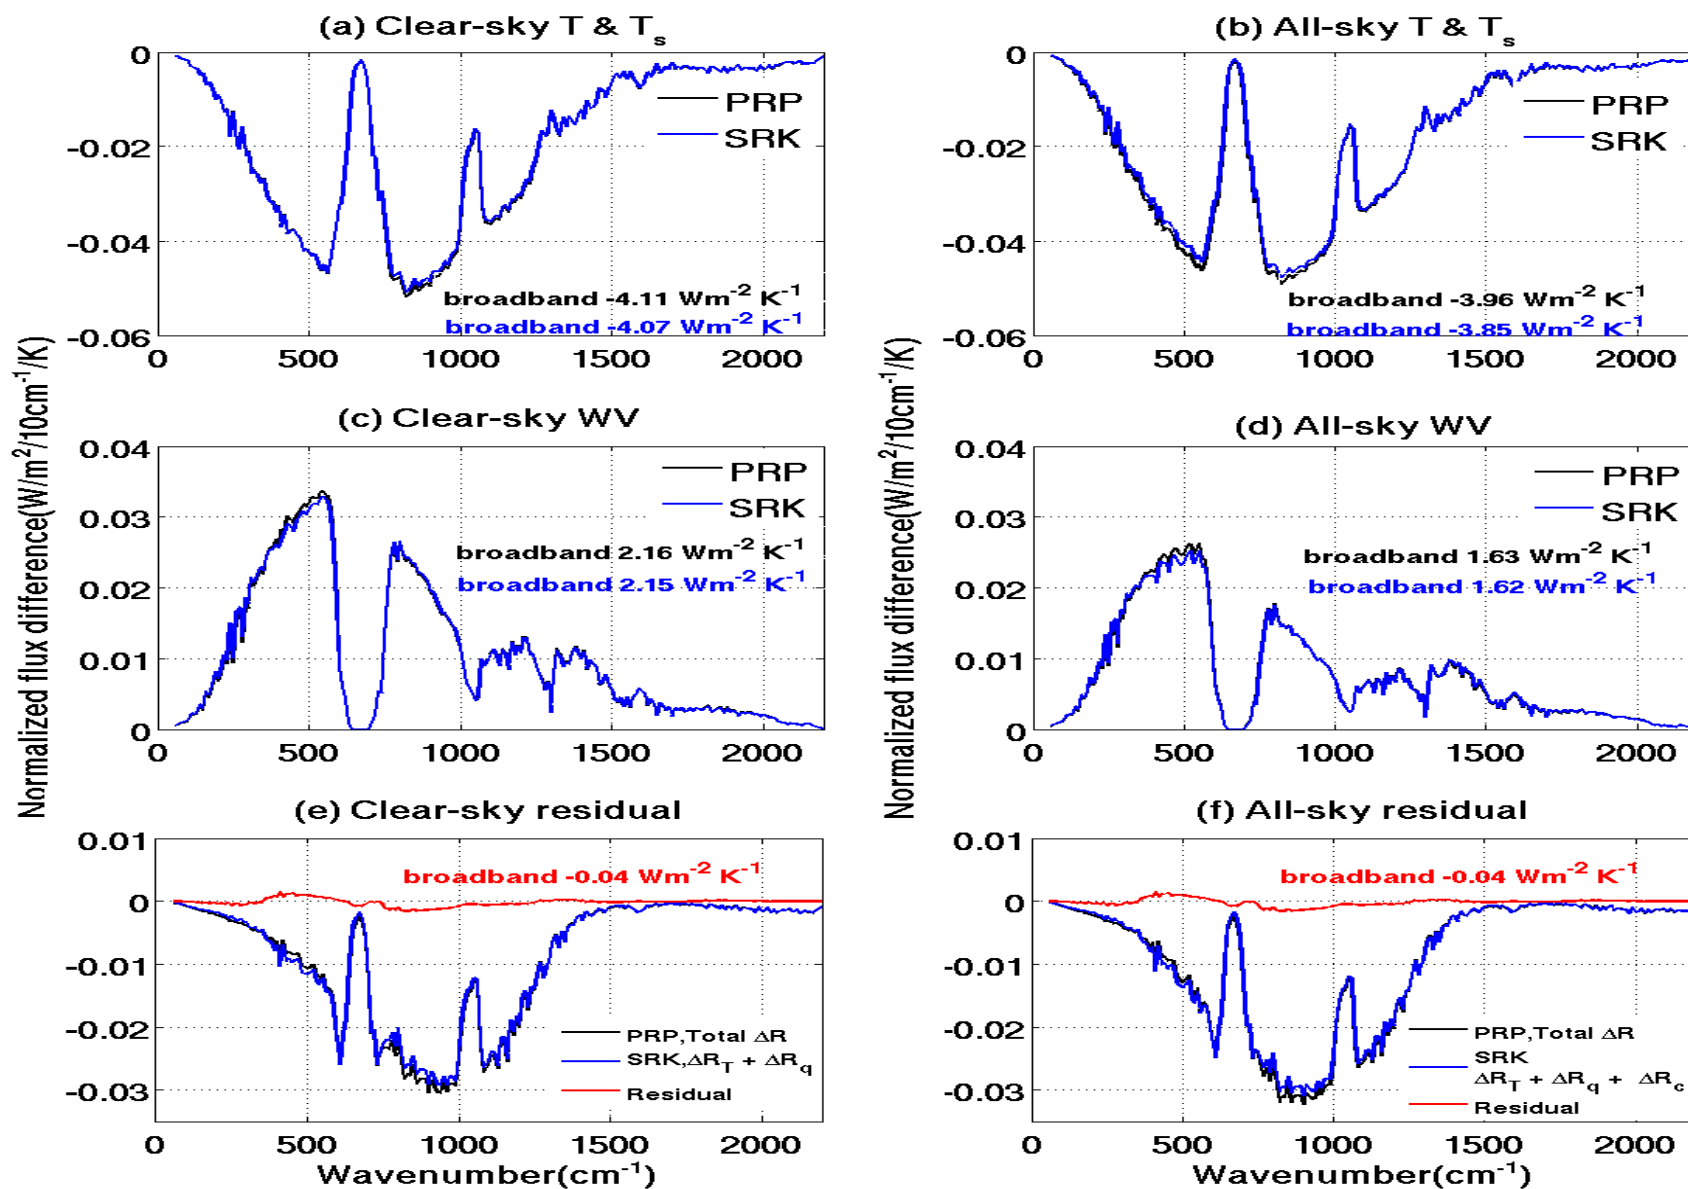 (a) Clear-sky T & Tₛ
0
-0.02
-0.04
-0.06
PRP
SRK
broadband -4.11 Wm⁻² K⁻¹
broadband -4.07 Wm⁻² K⁻¹
0 500 1000 1500 2000
(b) All-sky T & Tₛ
0
-0.02
-0.04
-0.06
PRP
SRK
broadband -3.96 Wm⁻² K⁻¹
broadband -3.85 Wm⁻² K⁻¹
0 500 1000 1500 2000
Normalized flux difference(W/m²/10cm⁻¹/K)
(c) Clear-sky WV
0.04
0.03
0.02
0.01
0
PRP
SRK
broadband 2.16 Wm⁻² K⁻¹
broadband 2.15 Wm⁻² K⁻¹
0 500 1000 1500 2000
Normalized flux difference(W/m²/10cm⁻¹/K)
(d) All-sky WV
0.04
0.03
0.02
0.01
0
PRP
SRK
broadband 1.63 Wm⁻² K⁻¹
broadband 1.62 Wm⁻² K⁻¹
0 500 1000 1500 2000
(e) Clear-sky residual
0.01
0
-0.01
-0.02
-0.03
broadband -0.04 Wm⁻² K⁻¹
PRP,Total ΔR
SRK,ΔR_T + ΔR_q
Residual
0 500 1000 1500 2000
Wavenumber(cm⁻¹)
(f) All-sky residual
0.01
0
-0.01
-0.02
-0.03
broadband -0.04 Wm⁻² K⁻¹
PRP,Total ΔR
SRK
ΔR_T + ΔR_q + ΔR_c
Residual
0 500 1000 1500 2000
Wavenumber(cm⁻¹)